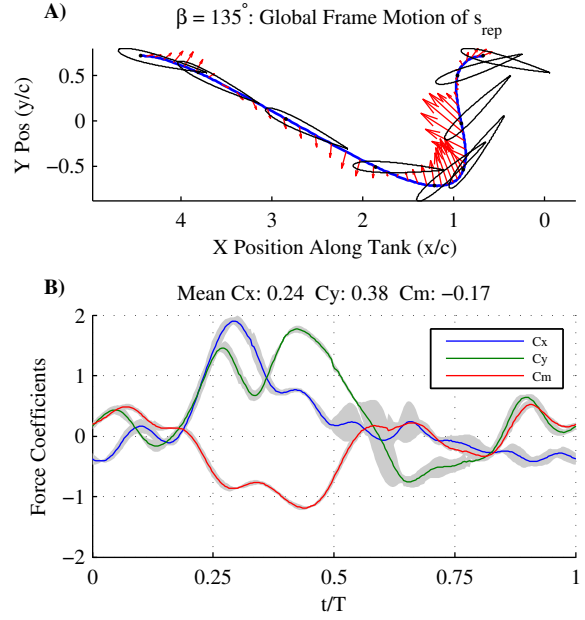 A)
β = 135°: Global Frame Motion of s_rep
Y Pos (y/c)
0.5
0
−0.5
4 3 2 1 0
X Position Along Tank (x/c)
B)
Mean Cx: 0.24 Cy: 0.38 Cm: −0.17
Force Coefficients
2
1
0
−1
−2
Cx
Cy
Cm
0 0.25 0.5 0.75 1
t/T